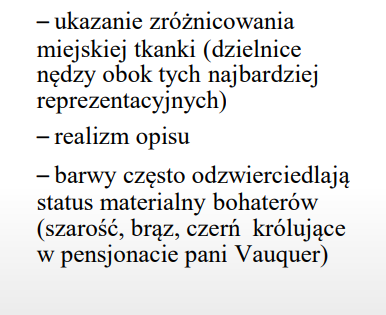 – ukazanie zróżnicowania
miejskiej tkanki (dzielnice
nędzy obok tych najbardziej
reprezentacyjnych)
– realizm opisu
– barwy często odzwierciedlają
status materialny bohaterów
(szarość, brąz, czerń  królujące
w pensjonacie pani Vauquer)